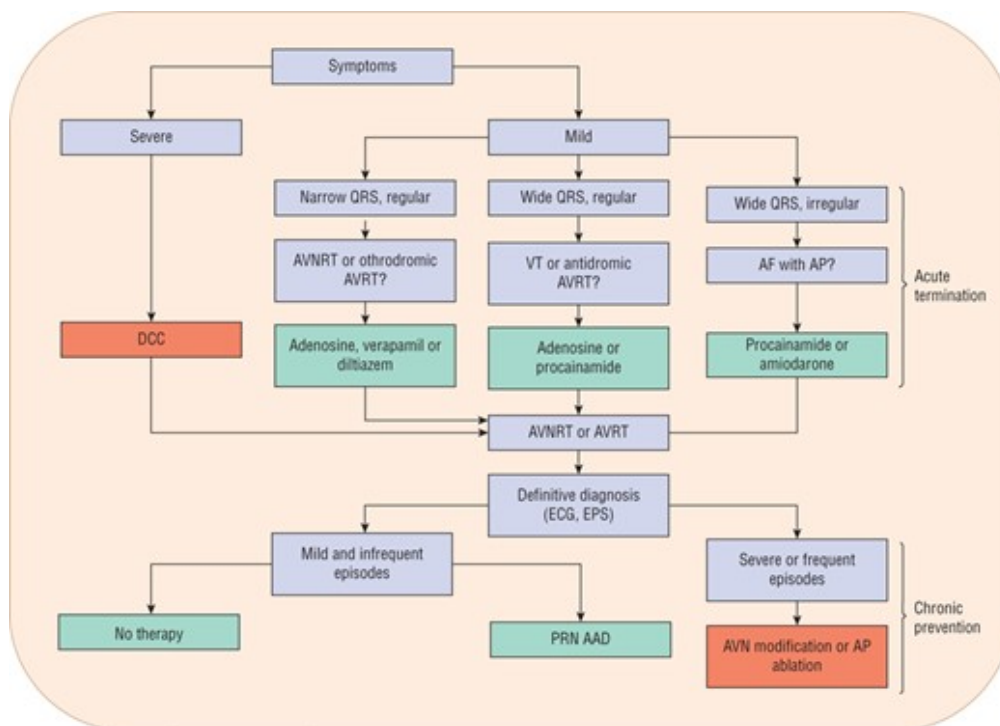 Symptoms
Severe
Mild
Narrow QRS, regular
Wide QRS, regular
Wide QRS, irregular
AVNRT or othrodromic
AVRT?
VT or antidromic
AVRT?
AF with AP?
Acute
termination
DCC
Adenosine, verapamil or
diltiazem
Adenosine or
procainamide
Procainamide or
amiodarone
AVNRT or AVRT
Definitive diagnosis
(ECG, EPS)
Mild and infrequent
episodes
Severe or frequent
episodes
Chronic
prevention
No therapy
PRN AAD
AVN modification or AP
ablation